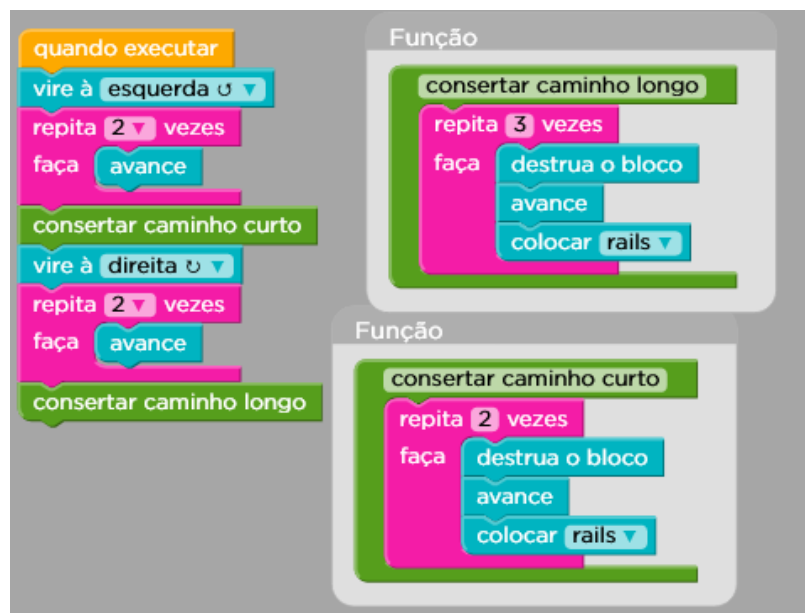 quando executar
vire à esquerda ↺ ▼
repita 2 ▼ vezes
faça avance
consertar caminho curto
vire à direita ↻ ▼
repita 2 ▼ vezes
faça avance
consertar caminho longo
Função
consertar caminho longo
repita 3 vezes
faça destrua o bloco
avance
colocar rails ▼
Função
consertar caminho curto
repita 2 vezes
faça destrua o bloco
avance
colocar rails ▼